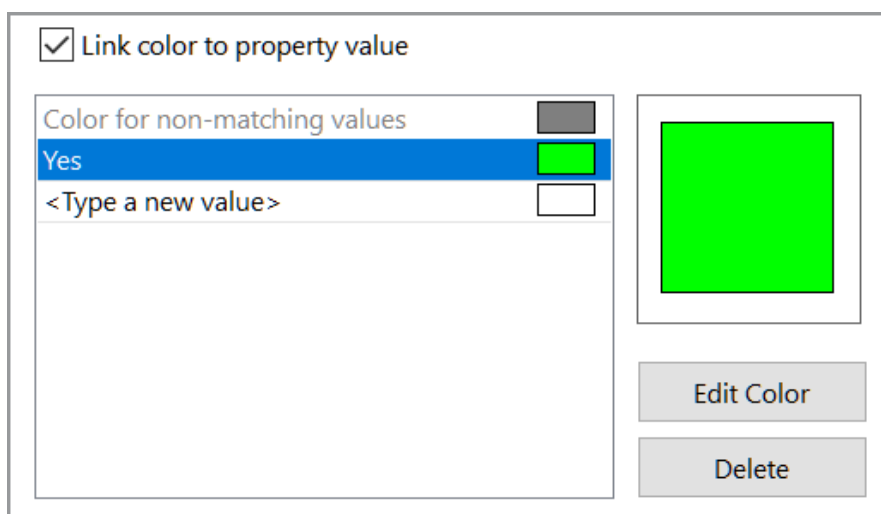 Link color to property value
Color for non-matching values
Yes
<Type a new value>
Edit Color
Delete